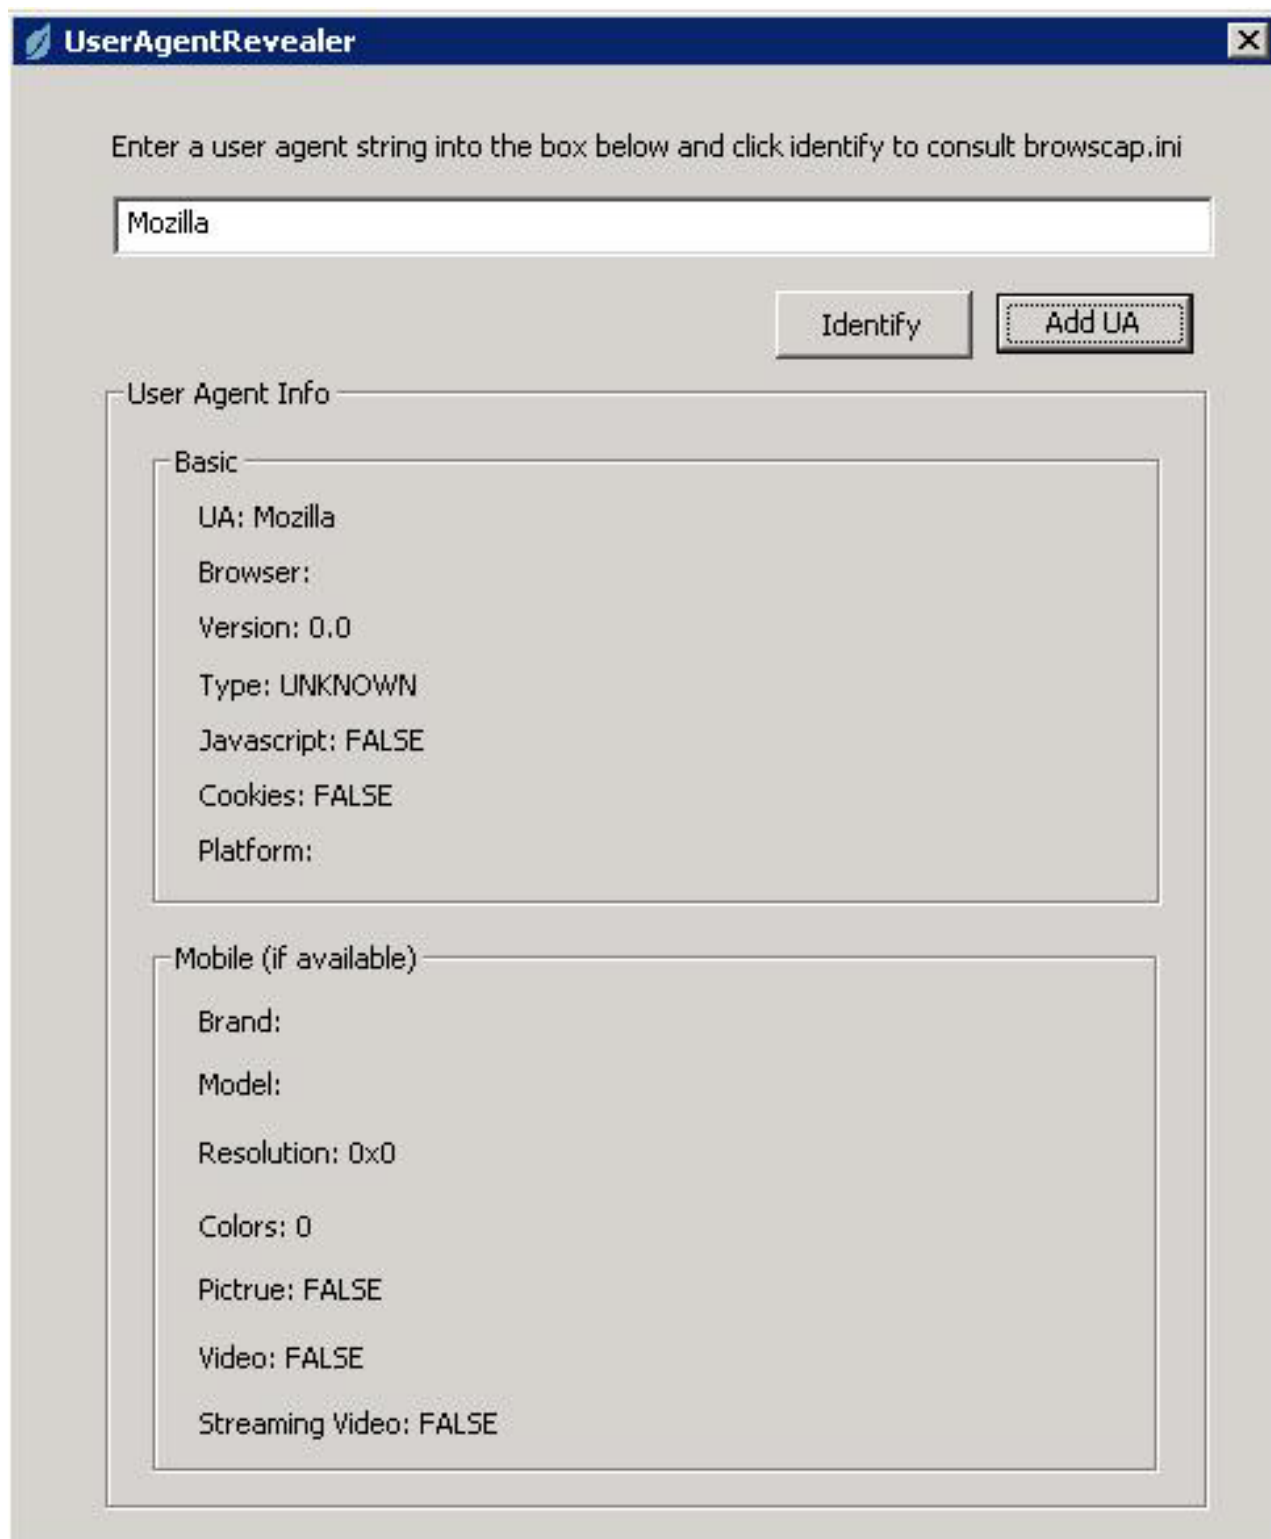 UserAgentRevealer
Enter a user agent string into the box below and click identify to consult browscap.ini
Mozilla
Identify
Add UA
User Agent Info
Basic
UA: Mozilla
Browser:
Version: 0.0
Type: UNKNOWN
Javascript: FALSE
Cookies: FALSE
Platform:
Mobile (if available)
Brand:
Model:
Resolution: 0x0
Colors: 0
Pictrue: FALSE
Video: FALSE
Streaming Video: FALSE